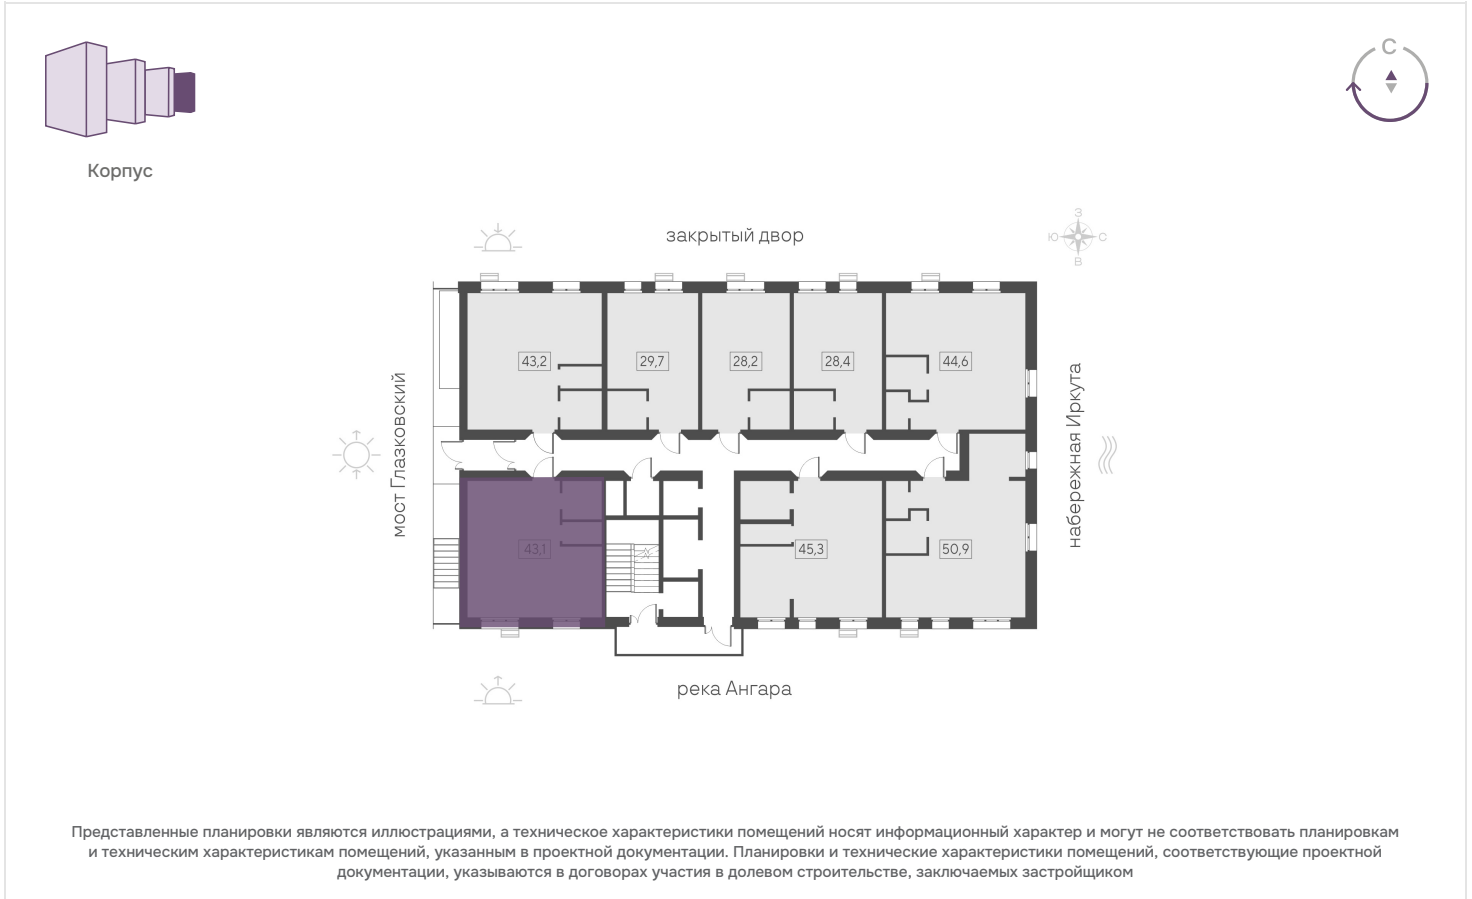 С
Корпус
закрытый двор
З
Ю
С
В
43,2
29,7
28,2
28,4
44,6
мост Глазковский
набережная Иркута
43,1
45,3
50,9
река Ангара
Представленные планировки являются иллюстрациями, а техническое характеристики помещений носят информационный характер и могут не соответствовать планировкам
и техническим характеристикам помещений, указанным в проектной документации. Планировки и технические характеристики помещений, соответствующие проектной
документации, указываются в договорах участия в долевом строительстве, заключаемых застройщиком